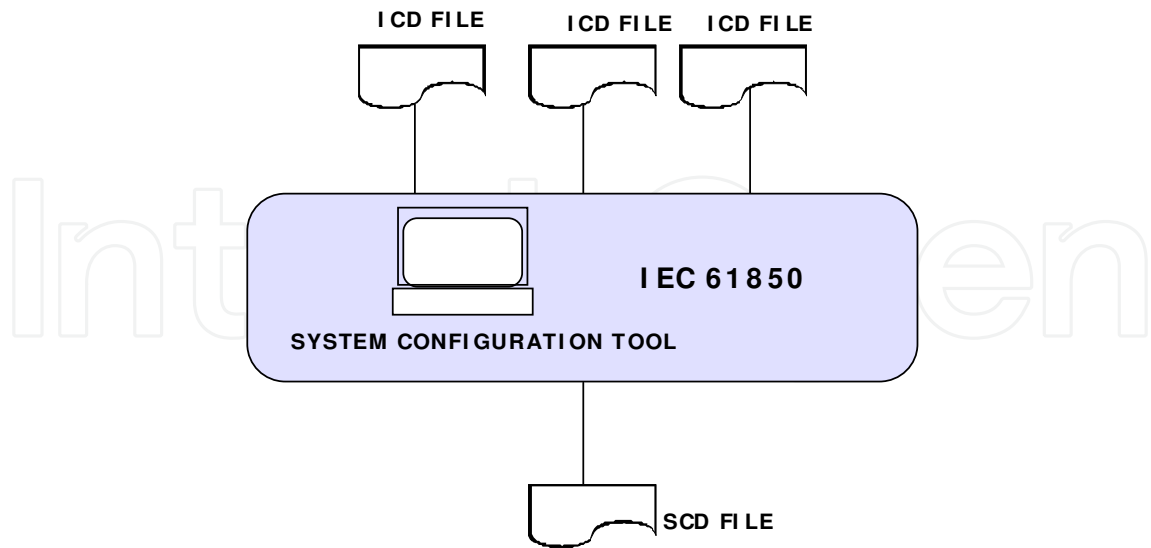 ICD FILE
ICD FILE
ICD FILE
IEC 61850
SYSTEM CONFIGURATION TOOL
SCD FILE